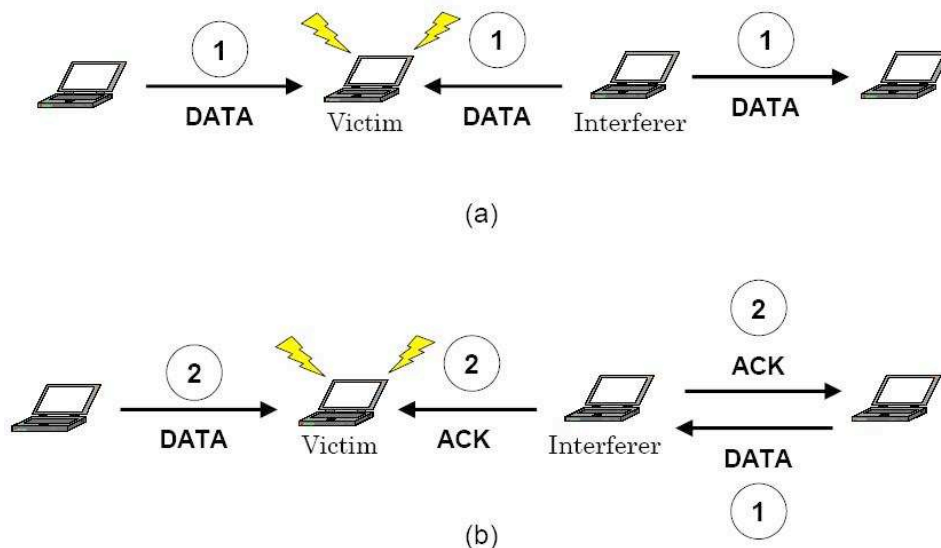 1 1 1
DATA DATA DATA
Victim Interferer
(a)
2
2 2 ACK
DATA ACK DATA
Victim Interferer
1
(b)